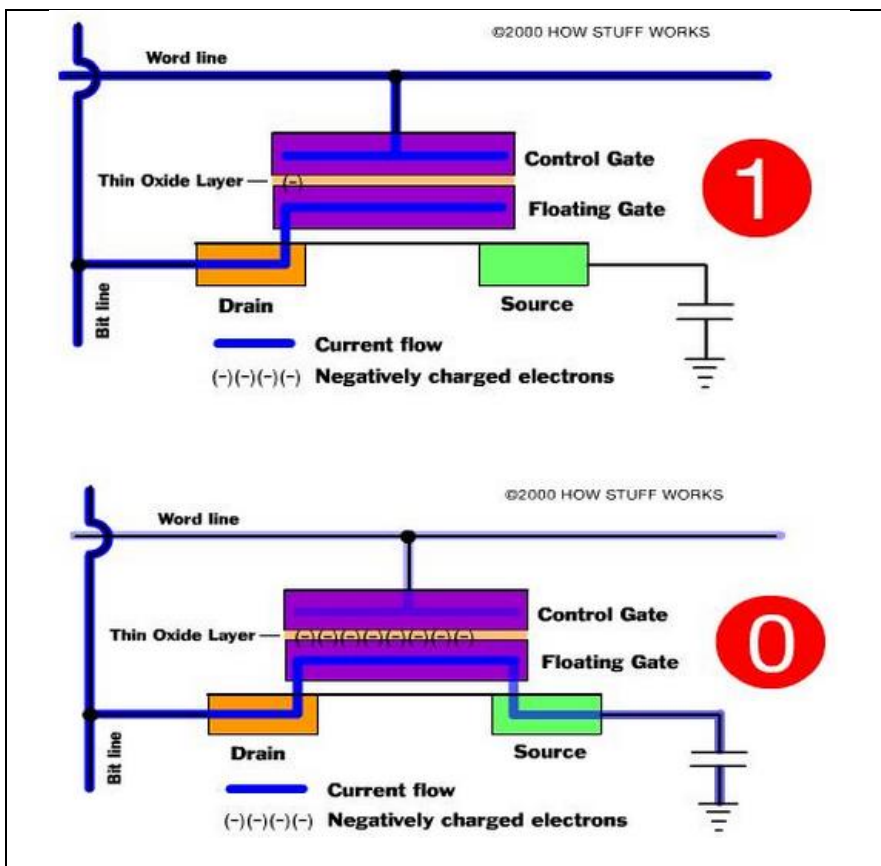 ©2000 HOW STUFF WORKS
Word line
Control Gate
Thin Oxide Layer
(-)
1
Floating Gate
Bit line
Drain
Source
Current flow
(-)(-)(-)(-) Negatively charged electrons
©2000 HOW STUFF WORKS
Word line
Control Gate
Thin Oxide Layer
(-)(-)(-)(-)(-)(-)(-)(-)
0
Floating Gate
Bit line
Drain
Source
Current flow
(-)(-)(-)(-) Negatively charged electrons